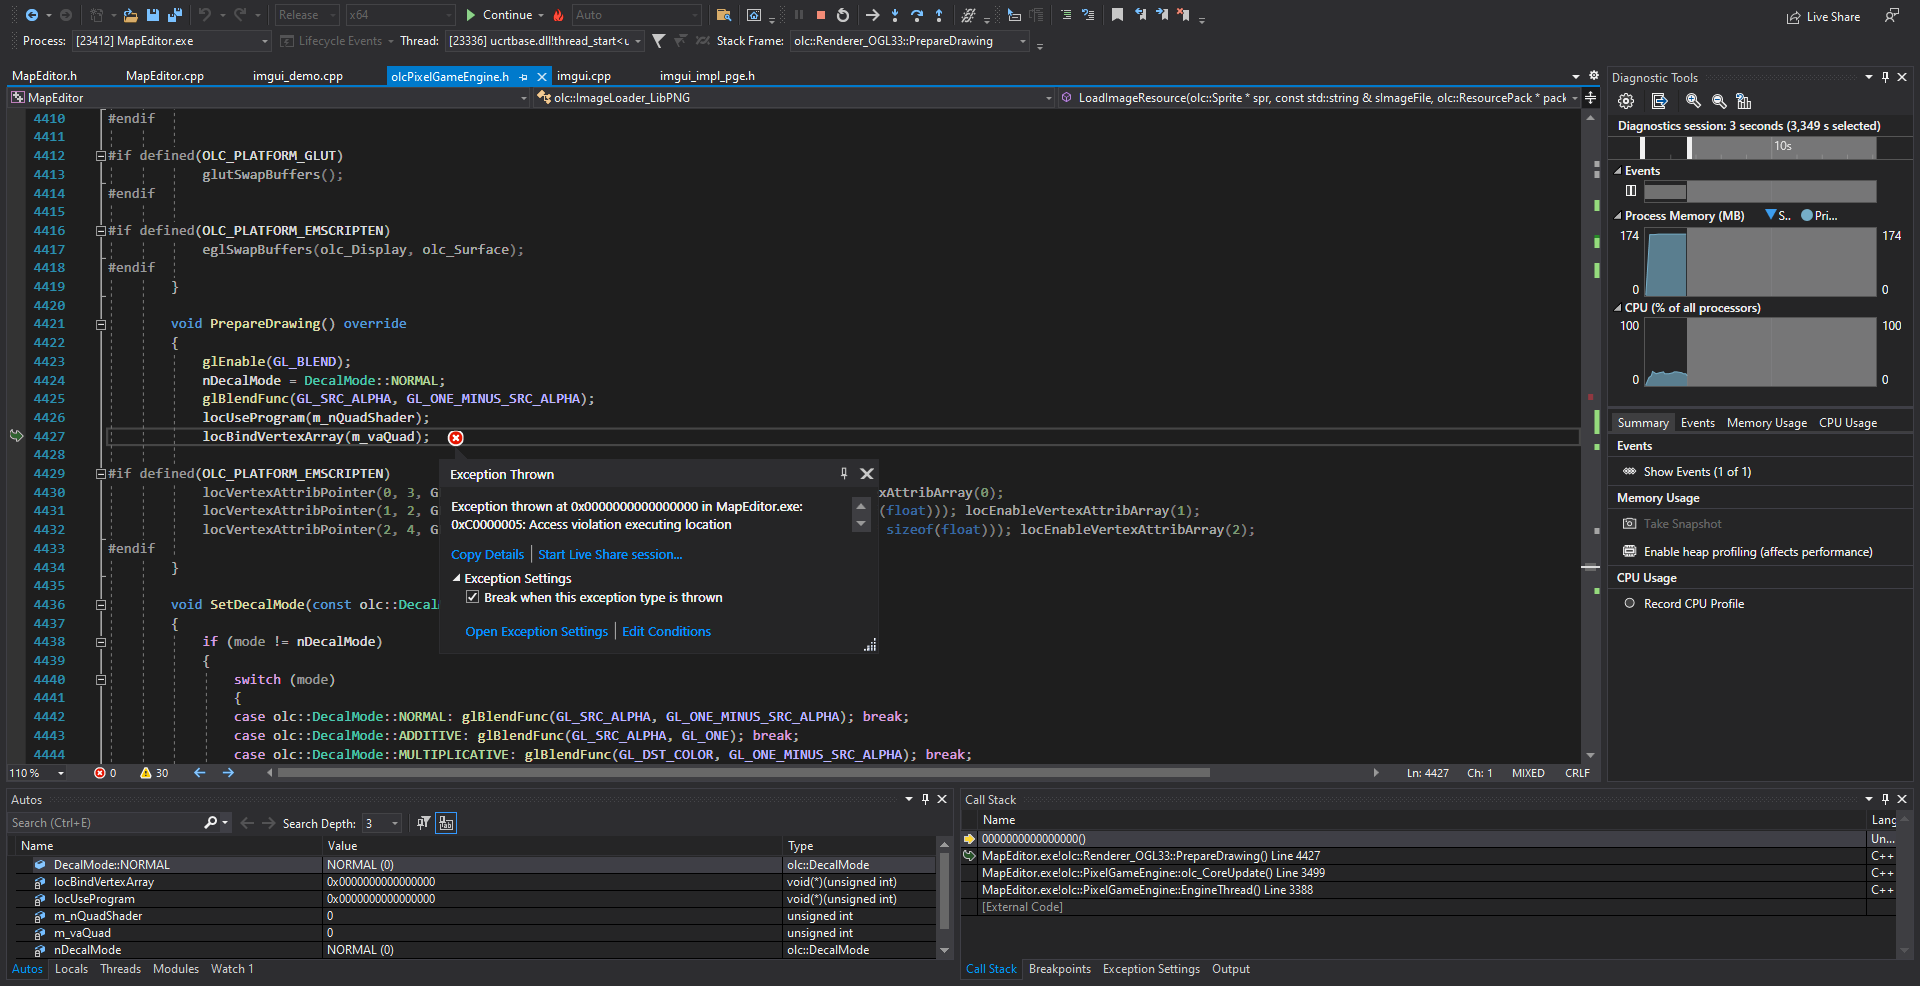 Release
x64
Continue
Auto
Live Share
Process:
[23412] MapEditor.exe
Lifecycle Events
Thread:
[23336] ucrtbase.dll!thread_start<u
Stack Frame:
olc::Renderer_OGL33::PrepareDrawing
MapEditor.h
MapEditor.cpp
imgui_demo.cpp
olcPixelGameEngine.h
imgui.cpp
imgui_impl_pge.h
MapEditor
olc::ImageLoader_LibPNG
LoadImageResource(olc::Sprite * spr, const std::string & sImageFile, olc::ResourcePack * pack
4410 #endif
4411
4412 #if defined(OLC_PLATFORM_GLUT)
4413 glutSwapBuffers();
4414 #endif
4415
4416 #if defined(OLC_PLATFORM_EMSCRIPTEN)
4417 eglSwapBuffers(olc_Display, olc_Surface);
4418 #endif
4419 }
4420
4421 void PrepareDrawing() override
4422 {
4423 glEnable(GL_BLEND);
4424 nDecalMode = DecalMode::NORMAL;
4425 glBlendFunc(GL_SRC_ALPHA, GL_ONE_MINUS_SRC_ALPHA);
4426 locUseProgram(m_nQuadShader);
4427 locBindVertexArray(m_vaQuad);
4428
4429 #if defined(OLC_PLATFORM_EMSCRIPTEN)
4430 locVertexAttribPointer(0, 3, G xAttribArray(0);
4431 locVertexAttribPointer(1, 2, G (float))); locEnableVertexAttribArray(1);
4432 locVertexAttribPointer(2, 4, G sizeof(float))); locEnableVertexAttribArray(2);
4433 #endif
4434 }
4435
4436 void SetDecalMode(const olc::Decal
4437 {
4438 if (mode != nDecalMode)
4439 {
4440 switch (mode)
4441 {
4442 case olc::DecalMode::NORMAL: glBlendFunc(GL_SRC_ALPHA, GL_ONE_MINUS_SRC_ALPHA); break;
4443 case olc::DecalMode::ADDITIVE: glBlendFunc(GL_SRC_ALPHA, GL_ONE); break;
4444 case olc::DecalMode::MULTIPLICATIVE: glBlendFunc(GL_DST_COLOR, GL_ONE_MINUS_SRC_ALPHA); break;
Exception Thrown
Exception thrown at 0x0000000000000000 in MapEditor.exe:
0xC0000005: Access violation executing location
Copy Details
Start Live Share session...
Exception Settings
Break when this exception type is thrown
Open Exception Settings
Edit Conditions
110 %
0
30
Ln: 4427
Ch: 1
MIXED
CRLF
Diagnostic Tools
Diagnostics session: 3 seconds (3,349 s selected)
10s
Events
Process Memory (MB)
S..
Pri...
174
174
0
0
CPU (% of all processors)
100
100
0
0
Summary
Events
Memory Usage
CPU Usage
Events
Show Events (1 of 1)
Memory Usage
Take Snapshot
Enable heap profiling (affects performance)
CPU Usage
Record CPU Profile
Autos
Search (Ctrl+E)
Search Depth:
3
Name Value Type
DecalMode::NORMAL NORMAL (0) olc::DecalMode
locBindVertexArray 0x0000000000000000 void(*)(unsigned int)
locUseProgram 0x0000000000000000 void(*)(unsigned int)
m_nQuadShader 0 unsigned int
m_vaQuad 0 unsigned int
nDecalMode NORMAL (0) olc::DecalMode
Autos
Locals
Threads
Modules
Watch 1
Call Stack
Name Lang
0000000000000000() Un...
MapEditor.exe!olc::Renderer_OGL33::PrepareDrawing() Line 4427 C++
MapEditor.exe!olc::PixelGameEngine::olc_CoreUpdate() Line 3499 C++
MapEditor.exe!olc::PixelGameEngine::EngineThread() Line 3388 C++
[External Code]
Call Stack
Breakpoints
Exception Settings
Output